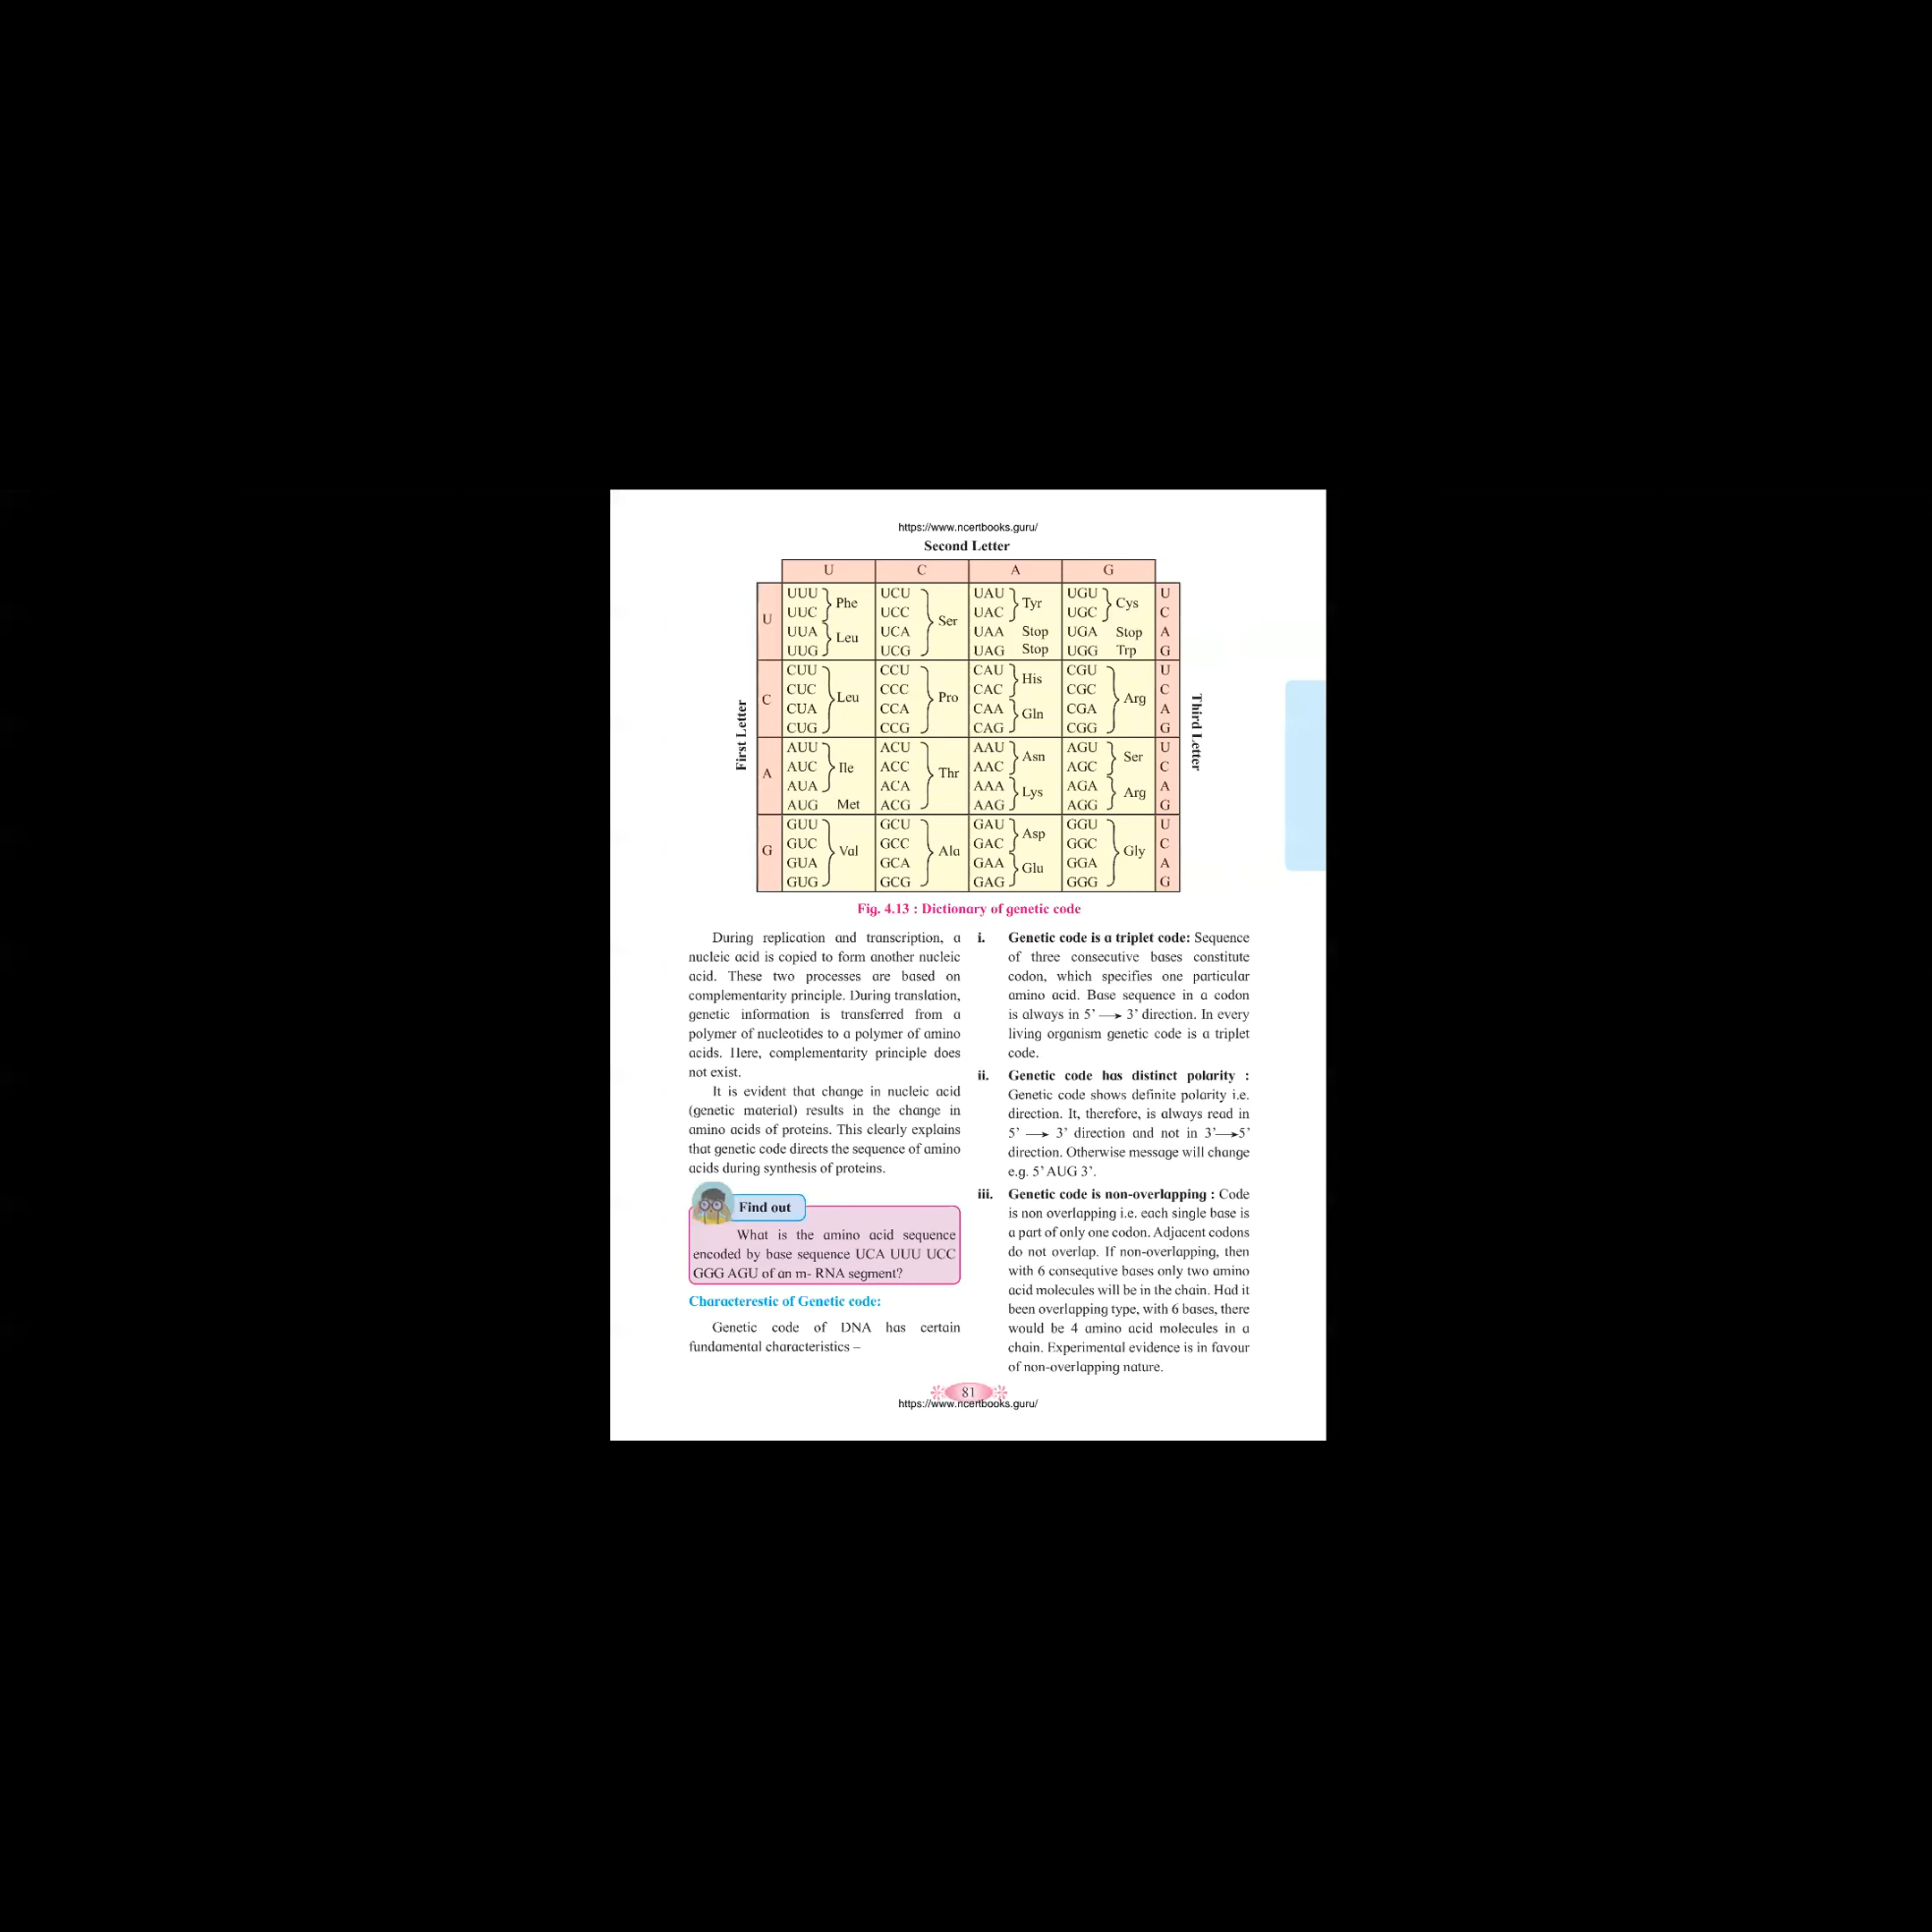 https://www.ncertbooks.guru/
Second Letter
U C A G
First Letter
Third Letter
U
UUU UUC Phe
UUA UUG Leu
UCU UCC UCA UCG Ser
UAU UAC Tyr
UAA Stop
UAG Stop
UGU UGC Cys
UGA Stop
UGG Trp
U C A G
C
CUU CUC CUA CUG Leu
CCU CCC CCA CCG Pro
CAU CAC His
CAA CAG Gln
CGU CGC CGA CGG Arg
U C A G
A
AUU AUC AUA Ile
AUG Met
ACU ACC ACA ACG Thr
AAU AAC Asn
AAA AAG Lys
AGU AGC Ser
AGA AGG Arg
U C A G
G
GUU GUC GUA GUG Val
GCU GCC GCA GCG Ala
GAU GAC Asp
GAA GAG Glu
GGU GGC GGA GGG Gly
U C A G
Fig. 4.13 : Dictionary of genetic code
During replication and transcription, a
nucleic acid is copied to form another nucleic
acid. These two processes are based on
complementarity principle. During translation,
genetic information is transferred from a
polymer of nucleotides to a polymer of amino
acids. Here, complementarity principle does
not exist.
It is evident that change in nucleic acid
(genetic material) results in the change in
amino acids of proteins. This clearly explains
that genetic code directs the sequence of amino
acids during synthesis of proteins.
Find out
What is the amino acid sequence
encoded by base sequence UCA UUU UCC
GGG AGU of an m- RNA segment?
Characterestic of Genetic code:
Genetic code of DNA has certain
fundamental characteristics –
i. Genetic code is a triplet code: Sequence
of three consecutive bases constitute
codon, which specifies one particular
amino acid. Base sequence in a codon
is always in 5’ ⟶ 3’ direction. In every
living organism genetic code is a triplet
code.
ii. Genetic code has distinct polarity :
Genetic code shows definite polarity i.e.
direction. It, therefore, is always read in
5’ ⟶ 3’ direction and not in 3’⟶5’
direction. Otherwise message will change
e.g. 5’ AUG 3’.
iii. Genetic code is non-overlapping : Code
is non overlapping i.e. each single base is
a part of only one codon. Adjacent codons
do not overlap. If non-overlapping, then
with 6 consequtive bases only two amino
acid molecules will be in the chain. Had it
been overlapping type, with 6 bases, there
would be 4 amino acid molecules in a
chain. Experimental evidence is in favour
of non-overlapping nature.
81
https://www.ncertbooks.guru/